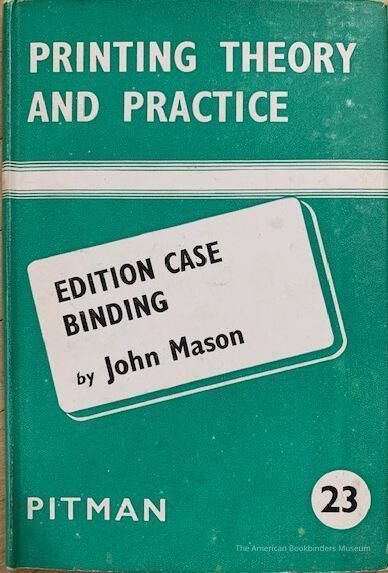 PRINTING THEORY
AND PRACTICE
EDITION CASE
BINDING
by John Mason
PITMAN
23
The American Bookbinders Museum